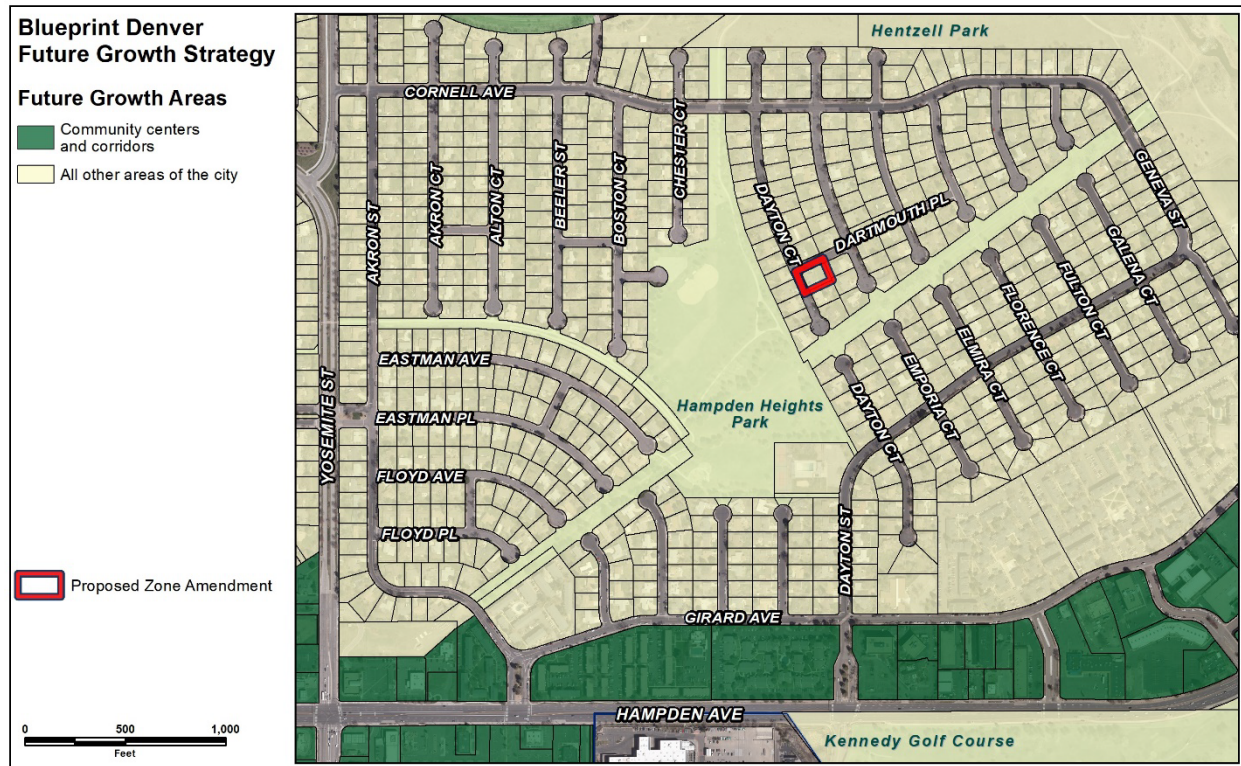 Blueprint Denver
Future Growth Strategy
Future Growth Areas
Community centers
and corridors
All other areas of the city
Proposed Zone Amendment
0 500 1,000
Feet
Hentzell Park
CORNELL AVE
AKRON ST
AKRON CT
ALTON CT
BEELER ST
BOSTON CT
CHESTER CT
DAYTON CT
DARTMOUTH PL
GENEVA ST
GALENA CT
FULTON CT
FLORENCE CT
ELMIRA CT
EMPORIA CT
DAYTON CT
YOSEMITE ST
EASTMAN AVE
EASTMAN PL
FLOYD AVE
FLOYD PL
Hampden Heights
Park
DAYTON ST
GIRARD AVE
HAMPDEN AVE
Kennedy Golf Course